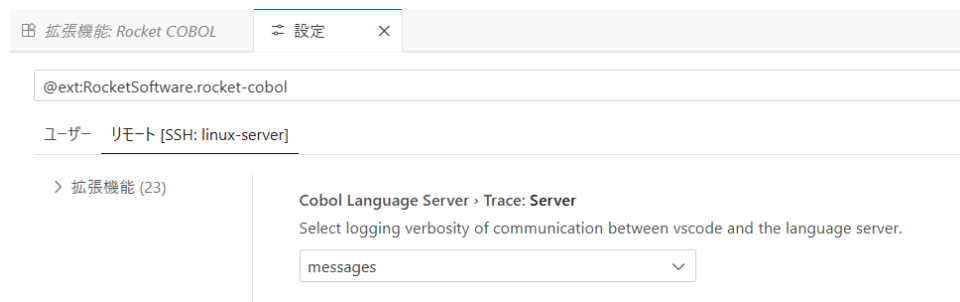 拡張機能: Rocket COBOL
設定
@ext:RocketSoftware.rocket-cobol
ユーザー
リモート [SSH: linux-server]
拡張機能 (23)
Cobol Language Server › Trace: Server
Select logging verbosity of communication between vscode and the language server.
messages